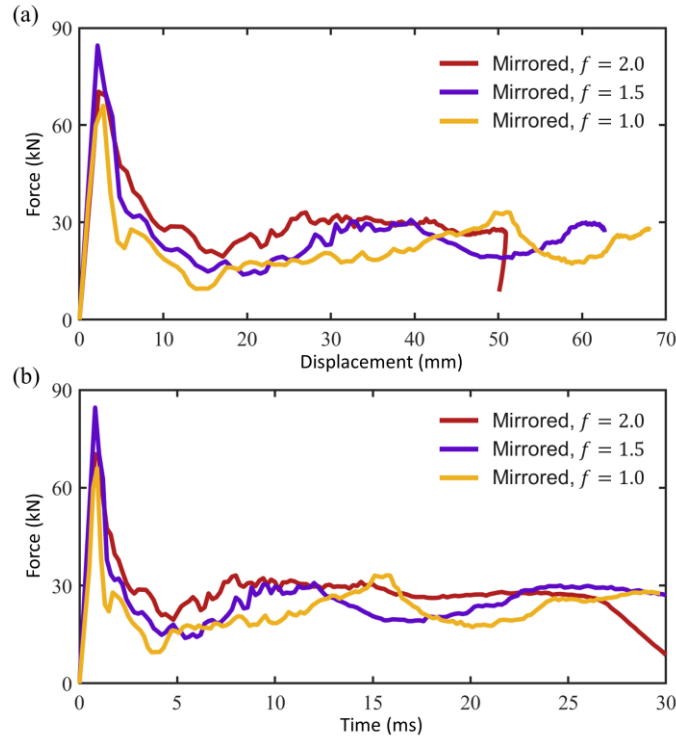 (a)
90
60
30
0
Force (kN)
Mirrored, f = 2.0
Mirrored, f = 1.5
Mirrored, f = 1.0
0 10 20 30 40 50 60 70
Displacement (mm)
(b)
90
60
30
0
Force (kN)
Mirrored, f = 2.0
Mirrored, f = 1.5
Mirrored, f = 1.0
0 5 10 15 20 25 30
Time (ms)